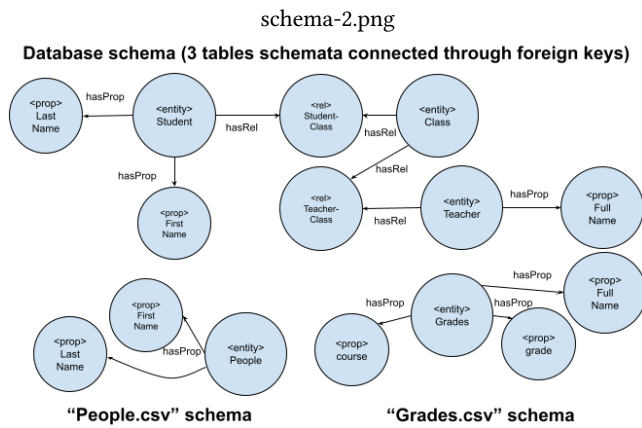 schema-2.png
Database schema (3 tables schemata connected through foreign keys)
<prop>
Last
Name
hasProp
<entity>
Student
hasRel
<rel>
Student-
Class
hasRel
<entity>
Class
hasProp
<prop>
First
Name
hasRel
<rel>
Teacher-
Class
hasRel
<entity>
Teacher
hasProp
<prop>
Full
Name
<prop>
Last
Name
<prop>
First
Name
hasProp
<entity>
People
<prop>
course
hasProp
<entity>
Grades
hasProp
<prop>
Full
Name
hasProp
<prop>
grade
“People.csv” schema
“Grades.csv” schema